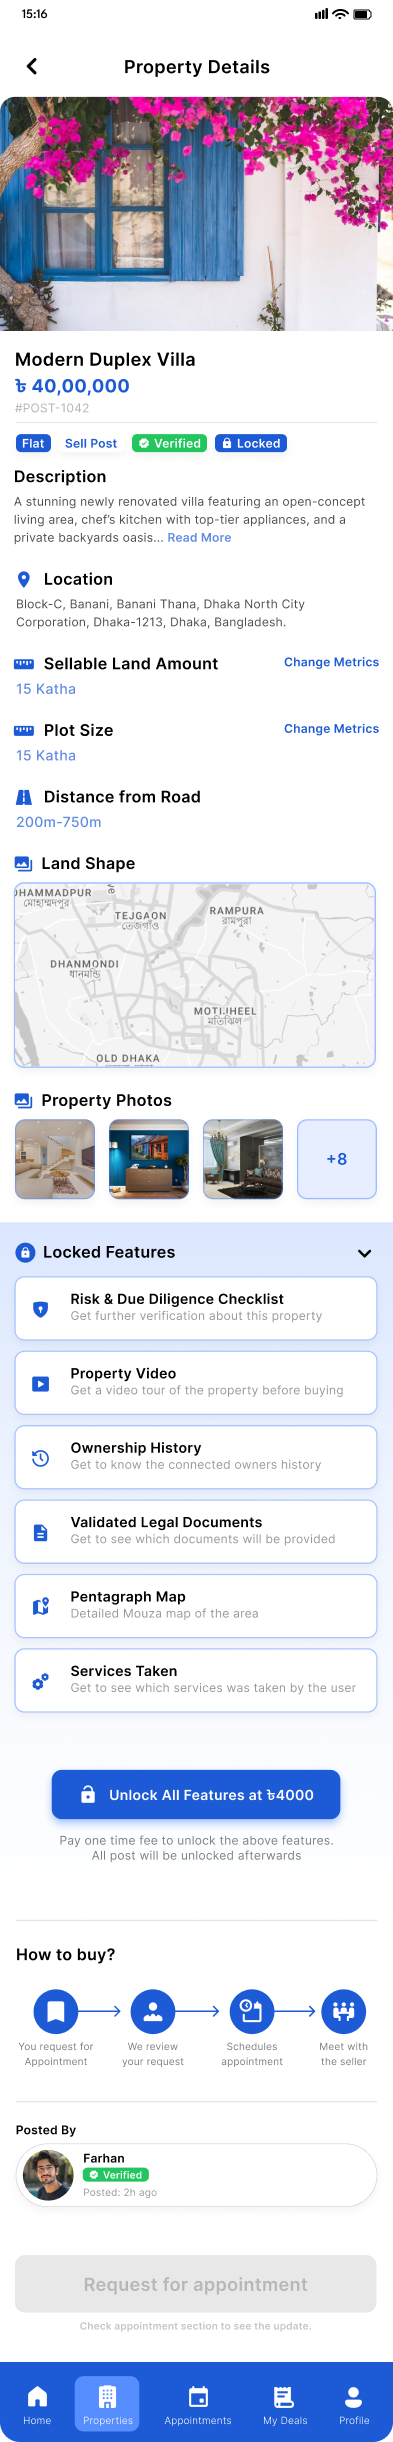 15:16
Property Details
Modern Duplex Villa
৳ 40,00,000
#POST-1042
Flat Sell Post Verified Locked
Description
A stunning newly renovated villa featuring an open-concept
living area, chef's kitchen with top-tier appliances, and a
private backyards oasis... Read More
Location
Block-C, Banani, Banani Thana, Dhaka North City
Corporation, Dhaka-1213, Dhaka, Bangladesh.
Sellable Land Amount Change Metrics
15 Katha
Plot Size Change Metrics
15 Katha
Distance from Road
200m-750m
Land Shape
OHAMMADPUR
মোহাম্মদপুর
TEJGAON
তেজগাঁও
RAMPURA
রামপুরা
DHANMONDI
ধানমন্ডি
MOTIJHEEL
মতিঝিল
OLD DHAKA
Property Photos
+8
Locked Features
Risk & Due Diligence Checklist
Get further verification about this property
Property Video
Get a video tour of the property before buying
Ownership History
Get to know the connected owners history
Validated Legal Documents
Get to see which documents will be provided
Pentagraph Map
Detailed Mouza map of the area
Services Taken
Get to see which services was taken by the user
Unlock All Features at ৳4000
Pay one time fee to unlock the above features.
All post will be unlocked afterwards
How to buy?
You request for
Appointment
We review
your request
Schedules
appointment
Meet with
the seller
Posted By
Farhan
Verified
Posted: 2h ago
Request for appointment
Check appointment section to see the update.
Home Properties Appointments My Deals Profile